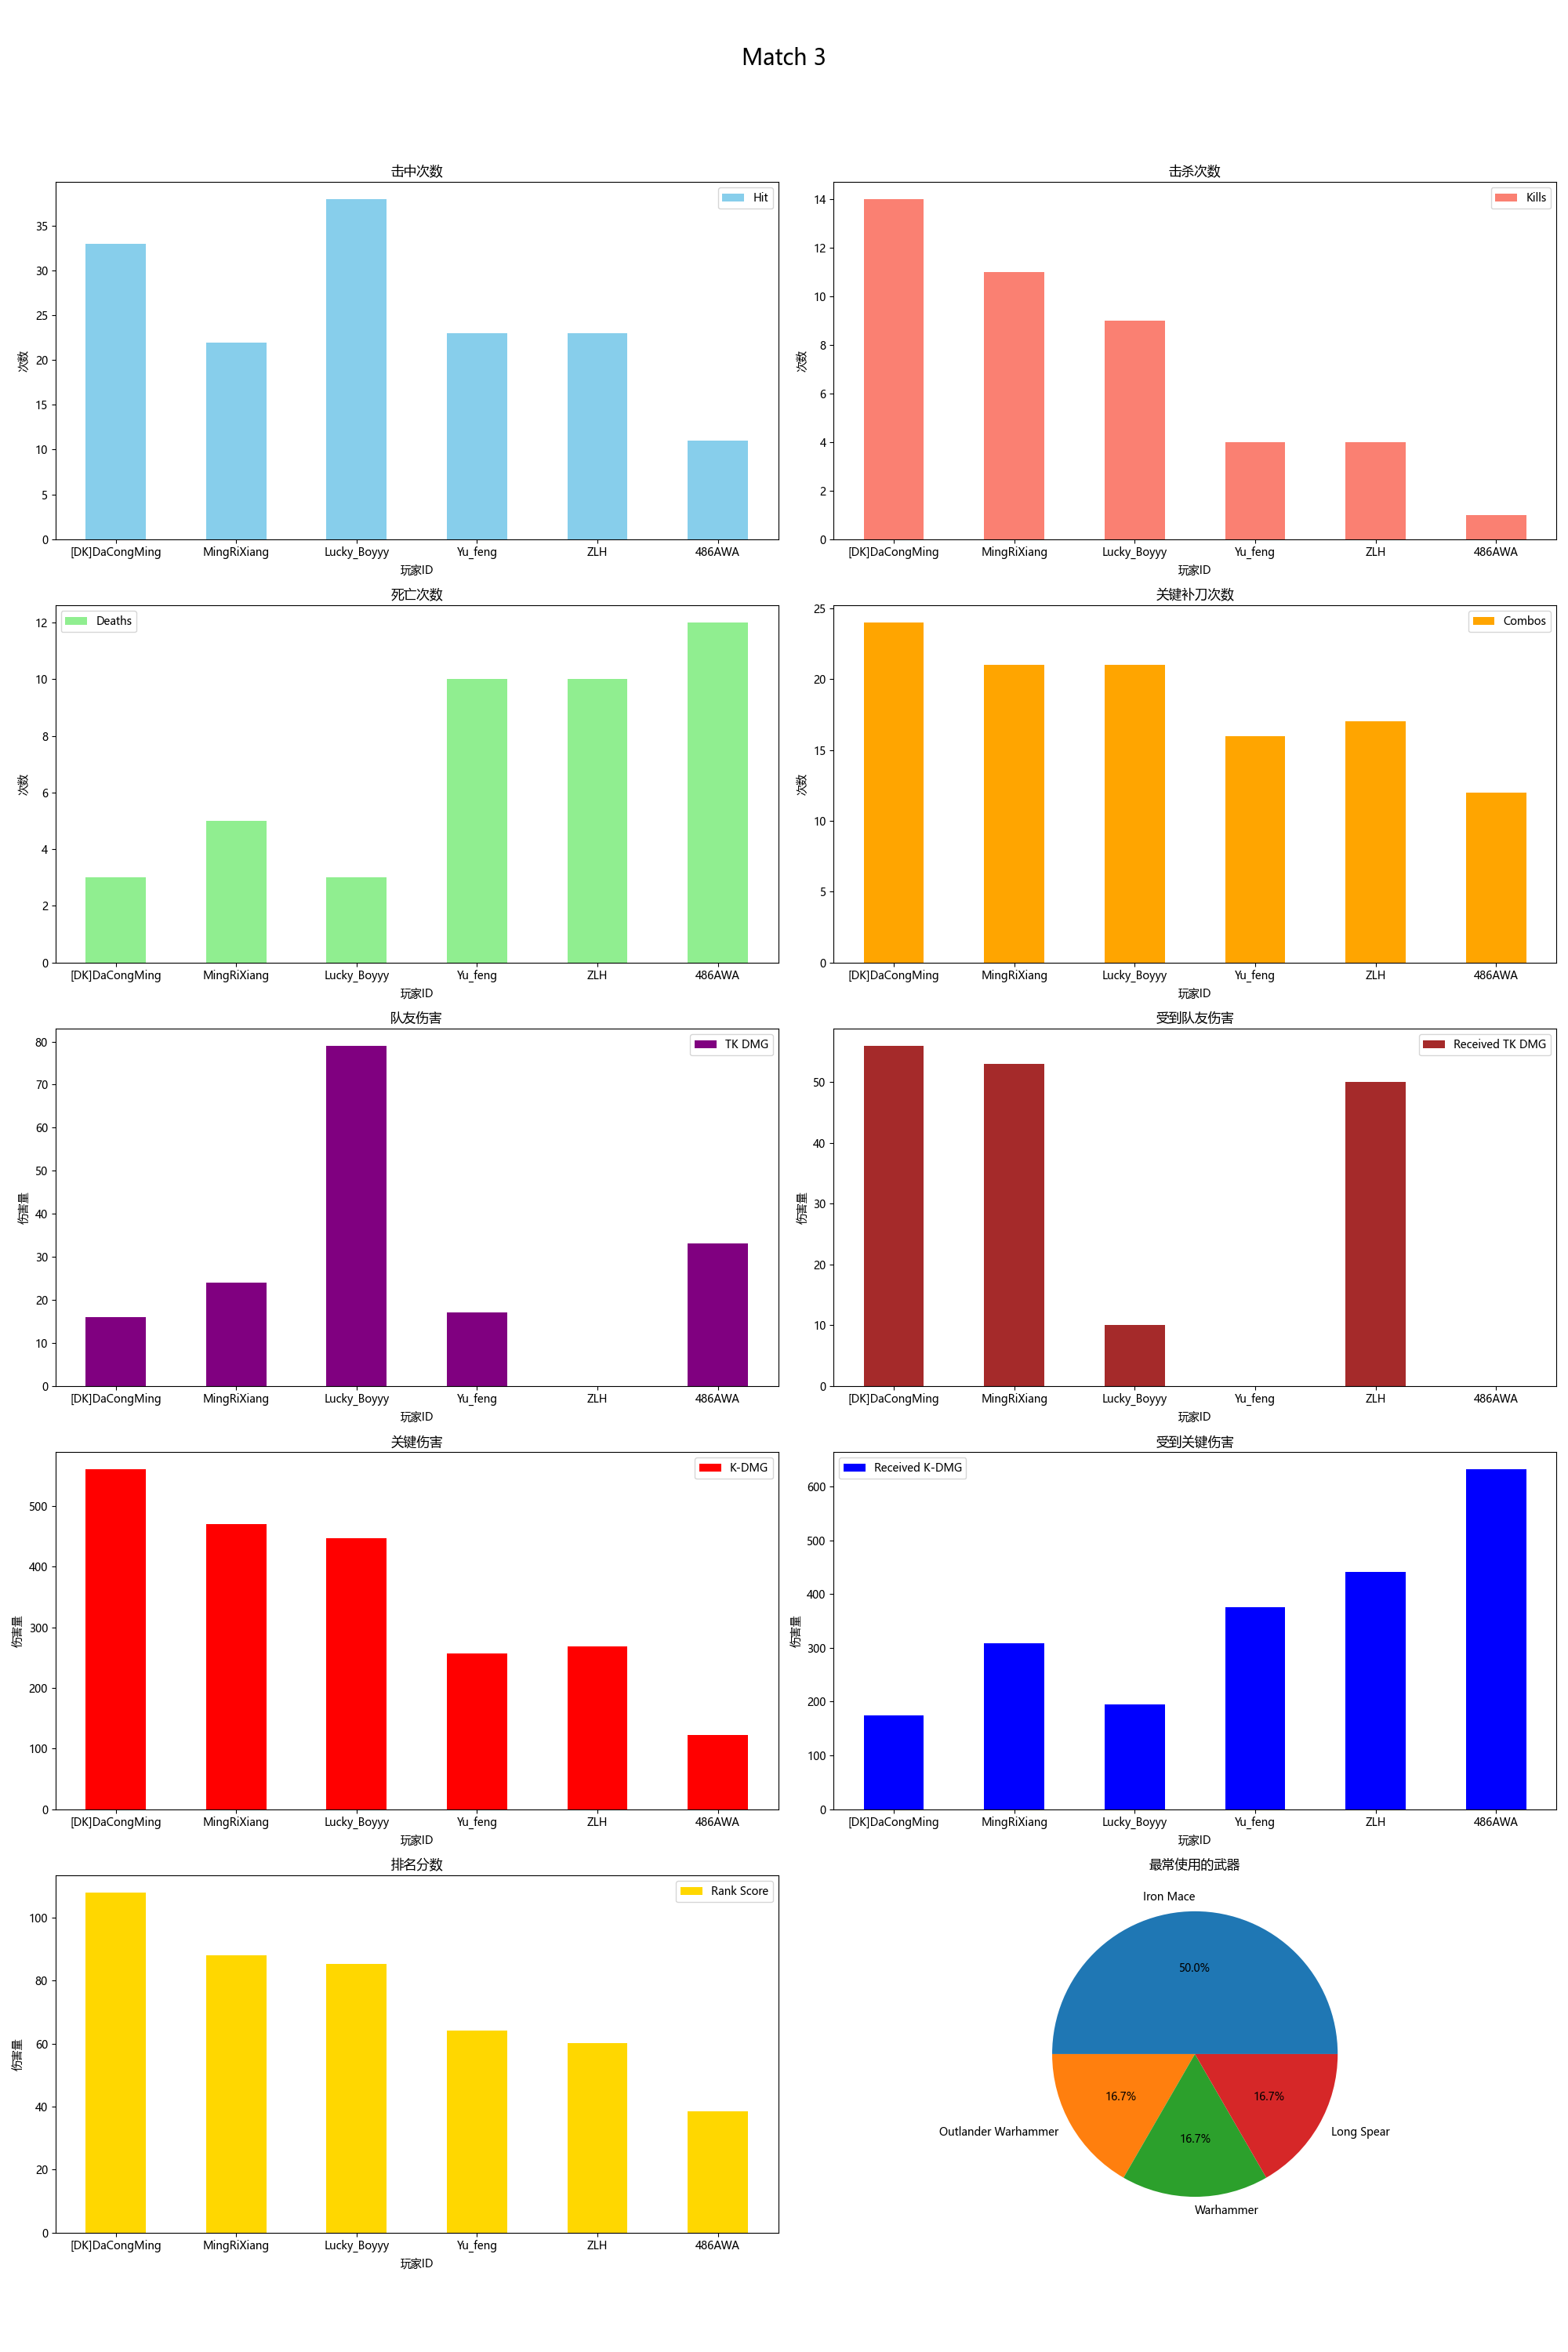 Match 3
击中次数
Hit
35
30
25
20
15
10
5
0
次数
[DK]DaCongMing MingRiXiang Lucky_Boyyy Yu_feng ZLH 486AWA
玩家ID
击杀次数
Kills
14
12
10
8
6
4
2
0
次数
[DK]DaCongMing MingRiXiang Lucky_Boyyy Yu_feng ZLH 486AWA
玩家ID
死亡次数
Deaths
12
10
8
6
4
2
0
次数
[DK]DaCongMing MingRiXiang Lucky_Boyyy Yu_feng ZLH 486AWA
玩家ID
关键补刀次数
Combos
25
20
15
10
5
0
次数
[DK]DaCongMing MingRiXiang Lucky_Boyyy Yu_feng ZLH 486AWA
玩家ID
队友伤害
TK DMG
80
70
60
50
40
30
20
10
0
伤害量
[DK]DaCongMing MingRiXiang Lucky_Boyyy Yu_feng ZLH 486AWA
玩家ID
受到队友伤害
Received TK DMG
50
40
30
20
10
0
伤害量
[DK]DaCongMing MingRiXiang Lucky_Boyyy Yu_feng ZLH 486AWA
玩家ID
关键伤害
K-DMG
500
400
300
200
100
0
伤害量
[DK]DaCongMing MingRiXiang Lucky_Boyyy Yu_feng ZLH 486AWA
玩家ID
受到关键伤害
Received K-DMG
600
500
400
300
200
100
0
伤害量
[DK]DaCongMing MingRiXiang Lucky_Boyyy Yu_feng ZLH 486AWA
玩家ID
排名分数
Rank Score
100
80
60
40
20
0
伤害量
[DK]DaCongMing MingRiXiang Lucky_Boyyy Yu_feng ZLH 486AWA
玩家ID
最常使用的武器
Iron Mace
50.0%
16.7%
16.7%
Outlander Warhammer
Long Spear
16.7%
Warhammer